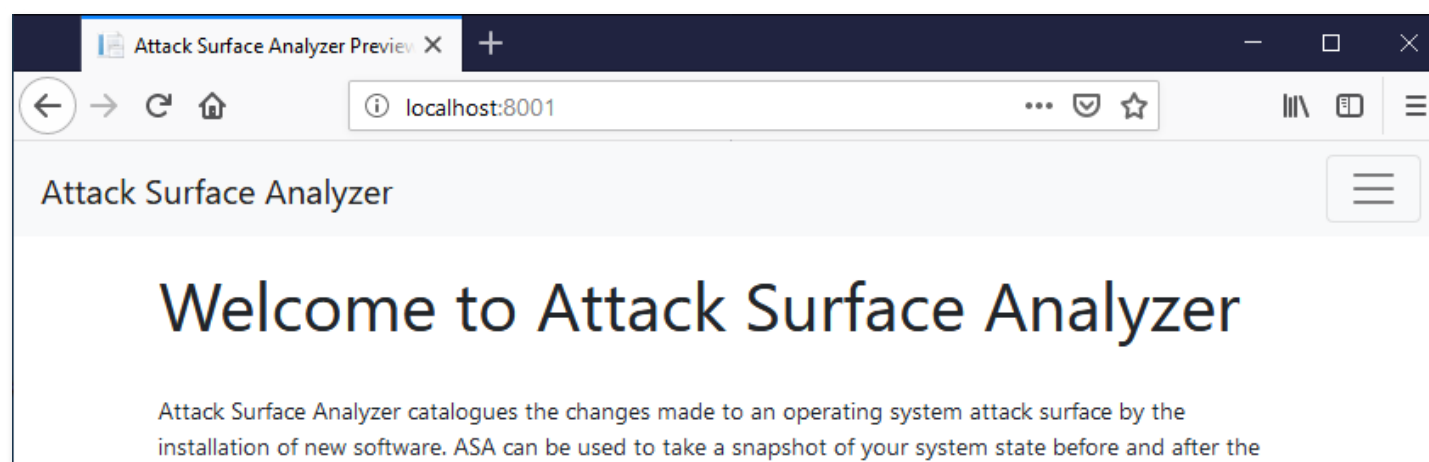 Attack Surface Analyzer Preview
localhost:8001
Attack Surface Analyzer
Welcome to Attack Surface Analyzer
Attack Surface Analyzer catalogues the changes made to an operating system attack surface by the
installation of new software. ASA can be used to take a snapshot of your system state before and after the